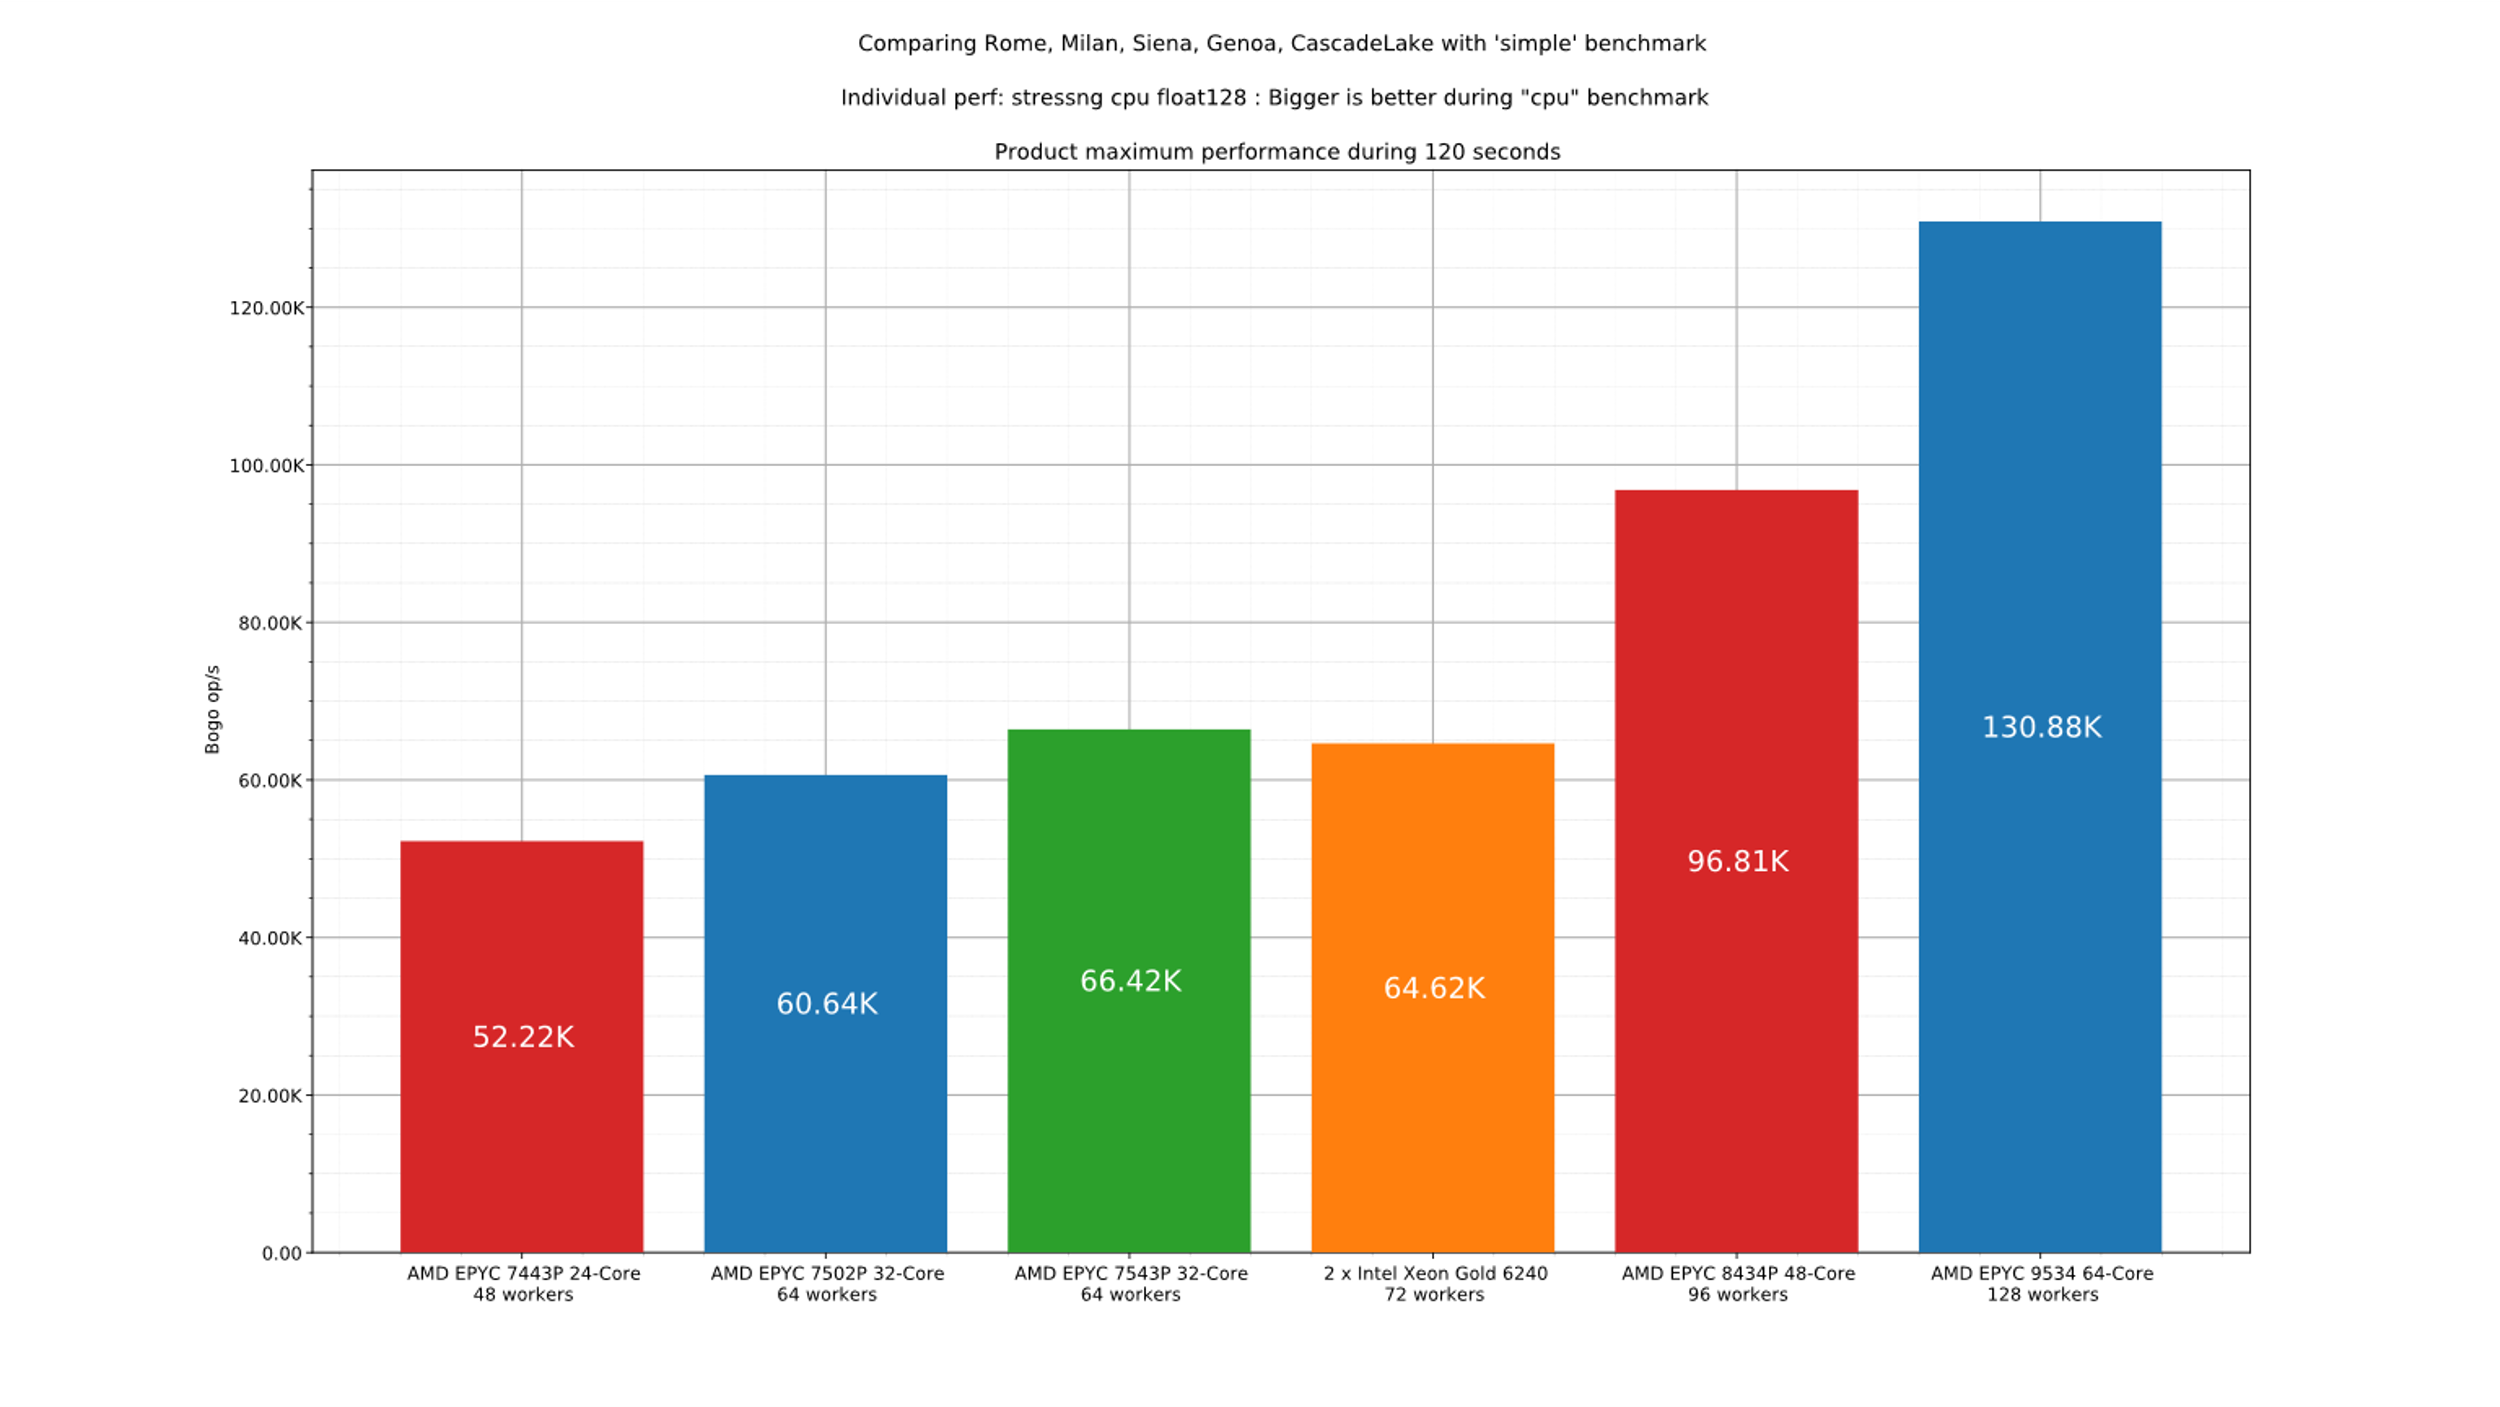 Comparing Rome, Milan, Siena, Genoa, CascadeLake with 'simple' benchmark
Individual perf: stressng cpu float128 : Bigger is better during "cpu" benchmark
Product maximum performance during 120 seconds
120.00K
100.00K
80.00K
60.00K
40.00K
20.00K
0.00
Bogo op/s
52.22K
60.64K
66.42K
64.62K
96.81K
130.88K
AMD EPYC 7443P 24-Core
48 workers
AMD EPYC 7502P 32-Core
64 workers
AMD EPYC 7543P 32-Core
64 workers
2 x Intel Xeon Gold 6240
72 workers
AMD EPYC 8434P 48-Core
96 workers
AMD EPYC 9534 64-Core
128 workers